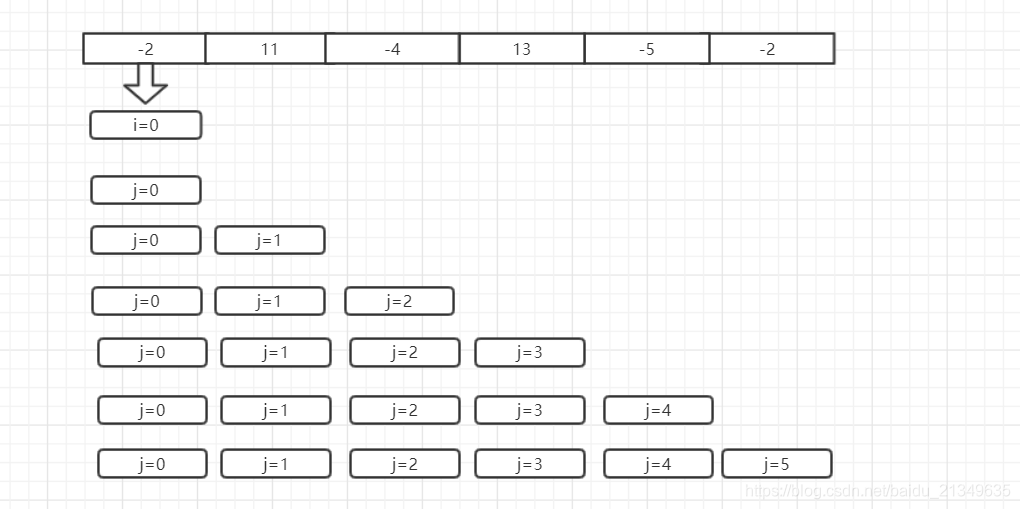 -2 11 -4 13 -5 -2
i=0
j=0
j=0 j=1
j=0 j=1 j=2
j=0 j=1 j=2 j=3
j=0 j=1 j=2 j=3 j=4
j=0 j=1 j=2 j=3 j=4 j=5
https://blog.csdn.net/baidu_21349635